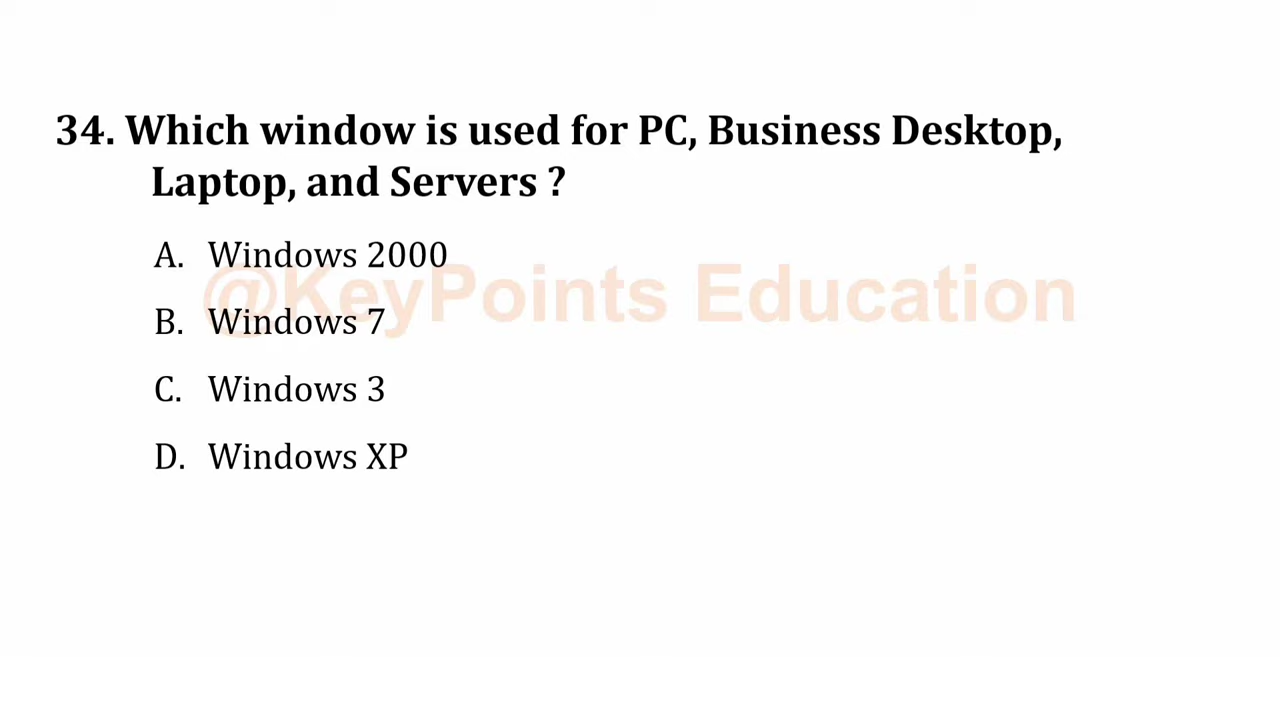 34. Which window is used for PC, Business Desktop,
Laptop, and Servers ?
A. Windows 2000
@KeyPoints Education
B. Windows 7
C. Windows 3
D. Windows XP